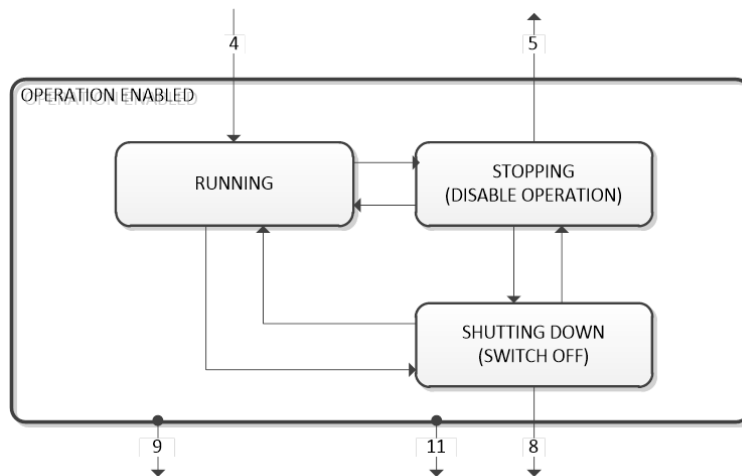 4
5
OPERATION ENABLED
RUNNING
STOPPING
(DISABLE OPERATION)
SHUTTING DOWN
(SWITCH OFF)
9
11
8